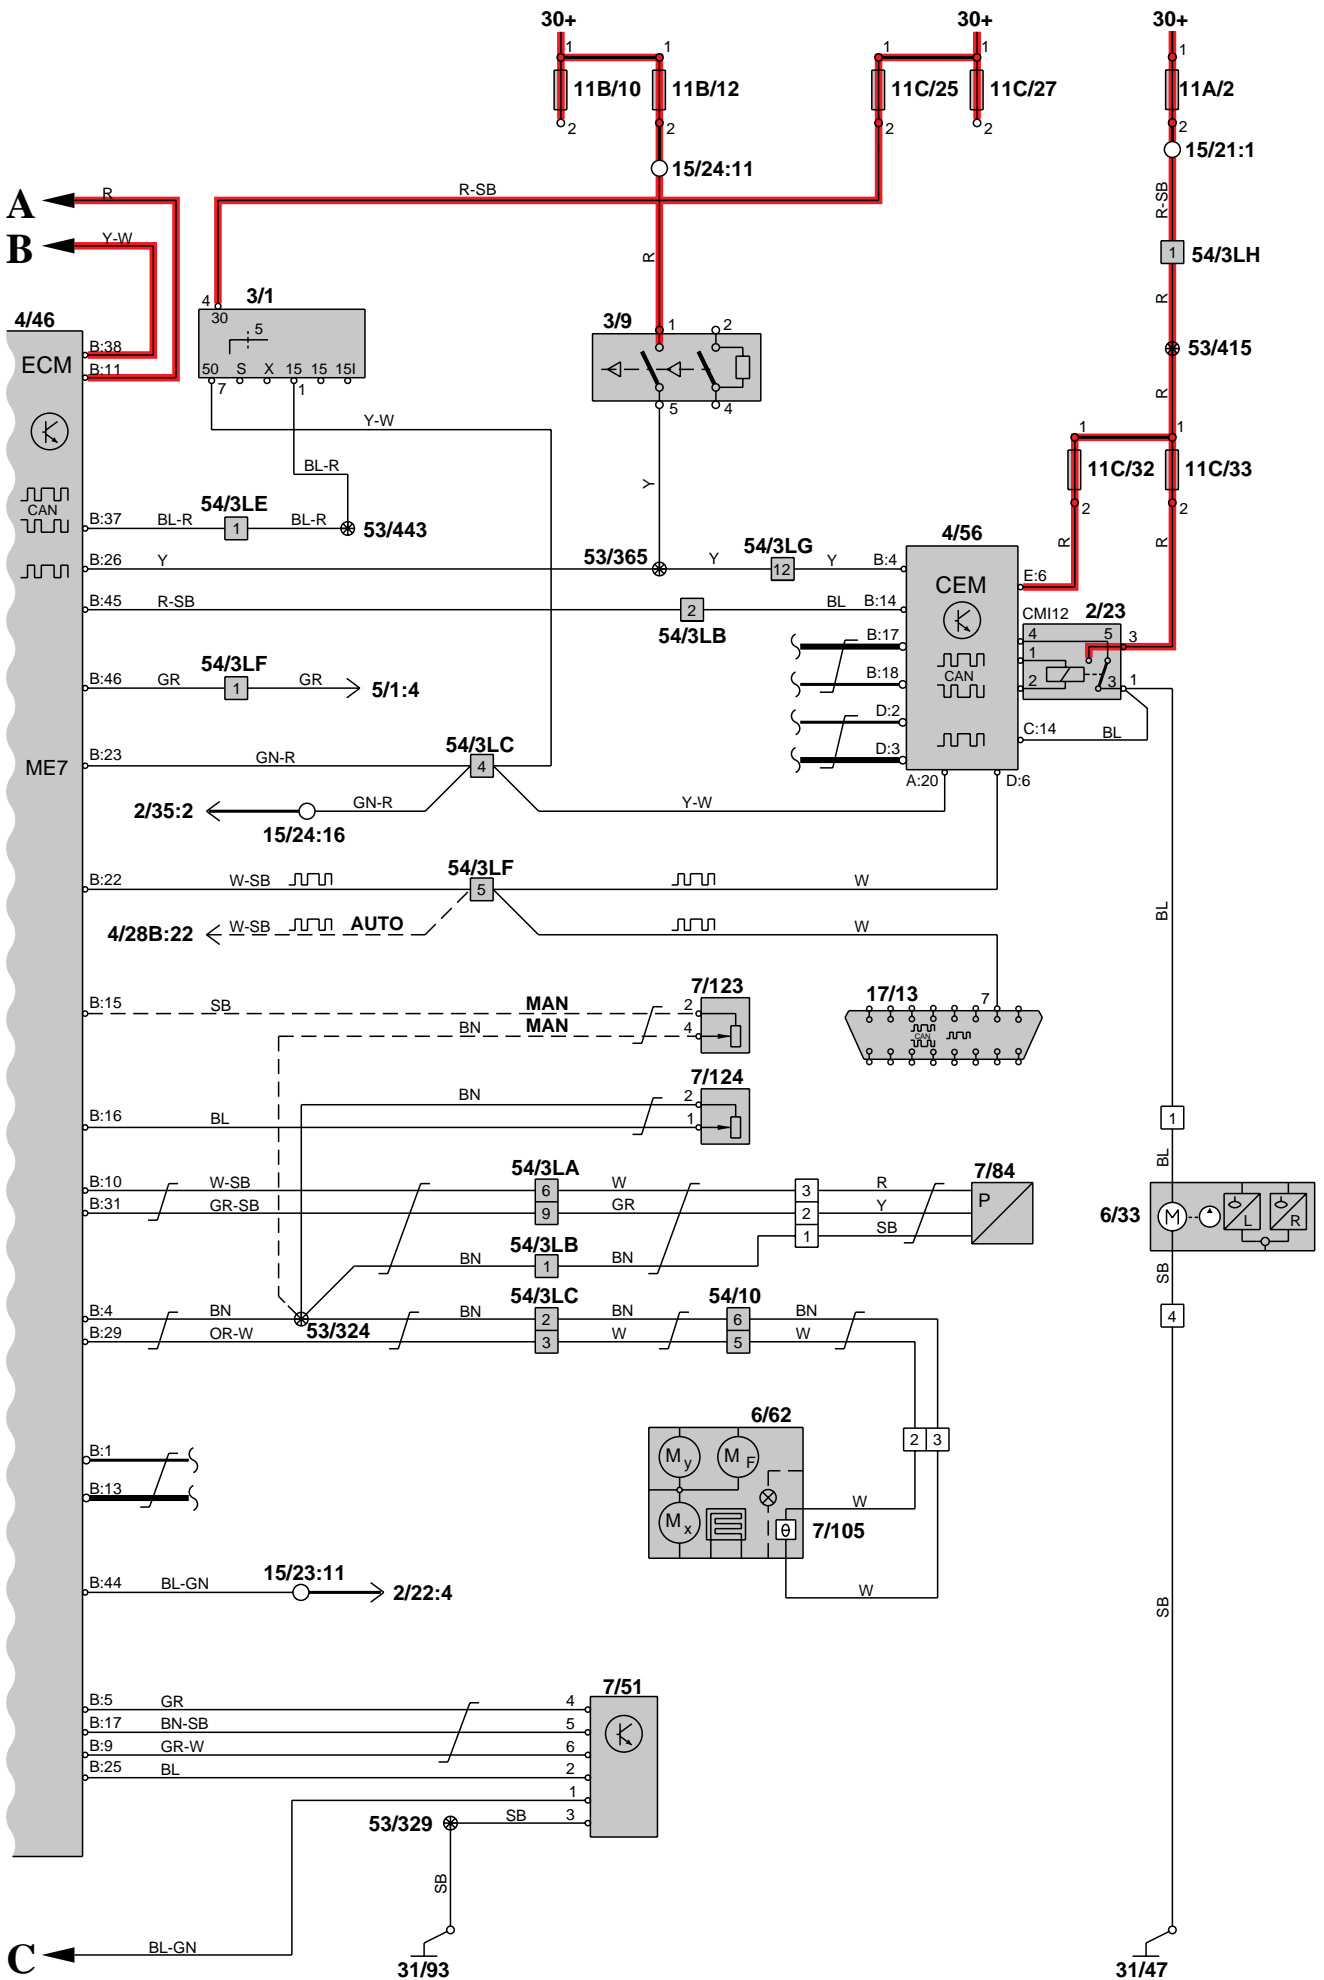 30+ 30+ 30+
1 1 1 1
11B/10 11B/12 11C/25 11C/27 11A/2
2 2 2 2 2
15/24:11 15/21:1
R-SB
R-SB
A R
B Y-W
R
1 54/3LH
R
4/46
4 3/1
30
5
3/9 1 2
53/415
ECM
B:38
B:11
50 S X 15 15 15I
7 1
5 4
R
Y-W
1 1
BL-R
11C/32 11C/33
2 2
Y
R R
CAN
54/3LE
B:37 BL-R 1 BL-R 53/443
4/56
B:26 Y 53/365 Y 54/3LG 12 Y B:4
CEM
E:6
B:45 R-SB 2 BL B:14
54/3LB
CMI12 2/23
B:17
4 5 3
1
B:18
CAN
2 3 1
54/3LF
B:46 GR 1 GR 5/1:4
D:2
C:14 BL
D:3
ME7
B:23 GN-R 54/3LC 4
A:20 D:6
2/35:2 GN-R Y-W
15/24:16
54/3LF
B:22 W-SB 5 W
4/28B:22 W-SB AUTO W
BL
7/123
B:15 SB MAN 2
BN MAN 4
17/13 7
CAN
7/124
BN 2
B:16 BL 1
1
BL
54/3LA 7/84
B:10 W-SB 6 W 3 R
P
B:31 GR-SB 9 GR 2 Y
1 SB
6/33 M L R
54/3LB
BN 1 BN
SB
54/3LC 54/10
B:4 BN BN 2 BN 6 BN
4
53/324
B:29 OR-W 3 W 5 W
6/62
2 3
B:1
My MF
B:13
W
Mx θ 7/105
15/23:11
B:44 BL-GN 2/22:4
W
SB
7/51
B:5 GR 4
B:17 BN-SB 5
B:9 GR-W 6
B:25 BL 2
1
53/329 SB 3
SB
C BL-GN
31/93 31/47